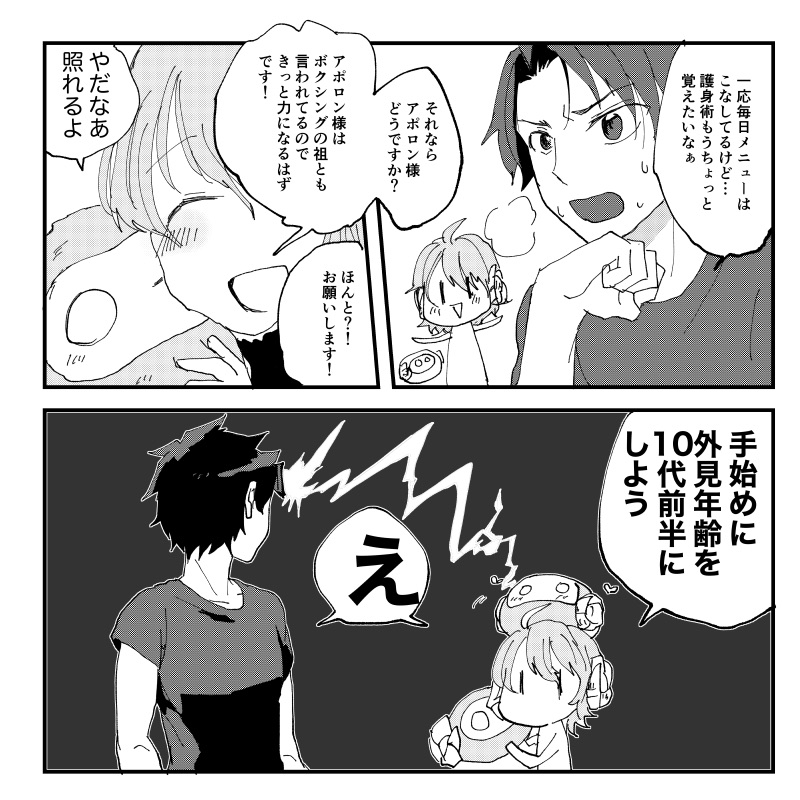 一応毎日メニューは
こなしてるけど…
護身術もうちょっと
覚えたいなぁ
それなら
アポロン様
どうですか?
アポロン様は
ボクシングの祖とも
言われてるので
きっと力になるはず
です!
ほんと?!
お願いします!
やだなあ
照れるよ
手始めに
外見年齢を
10代前半に
しよう
え